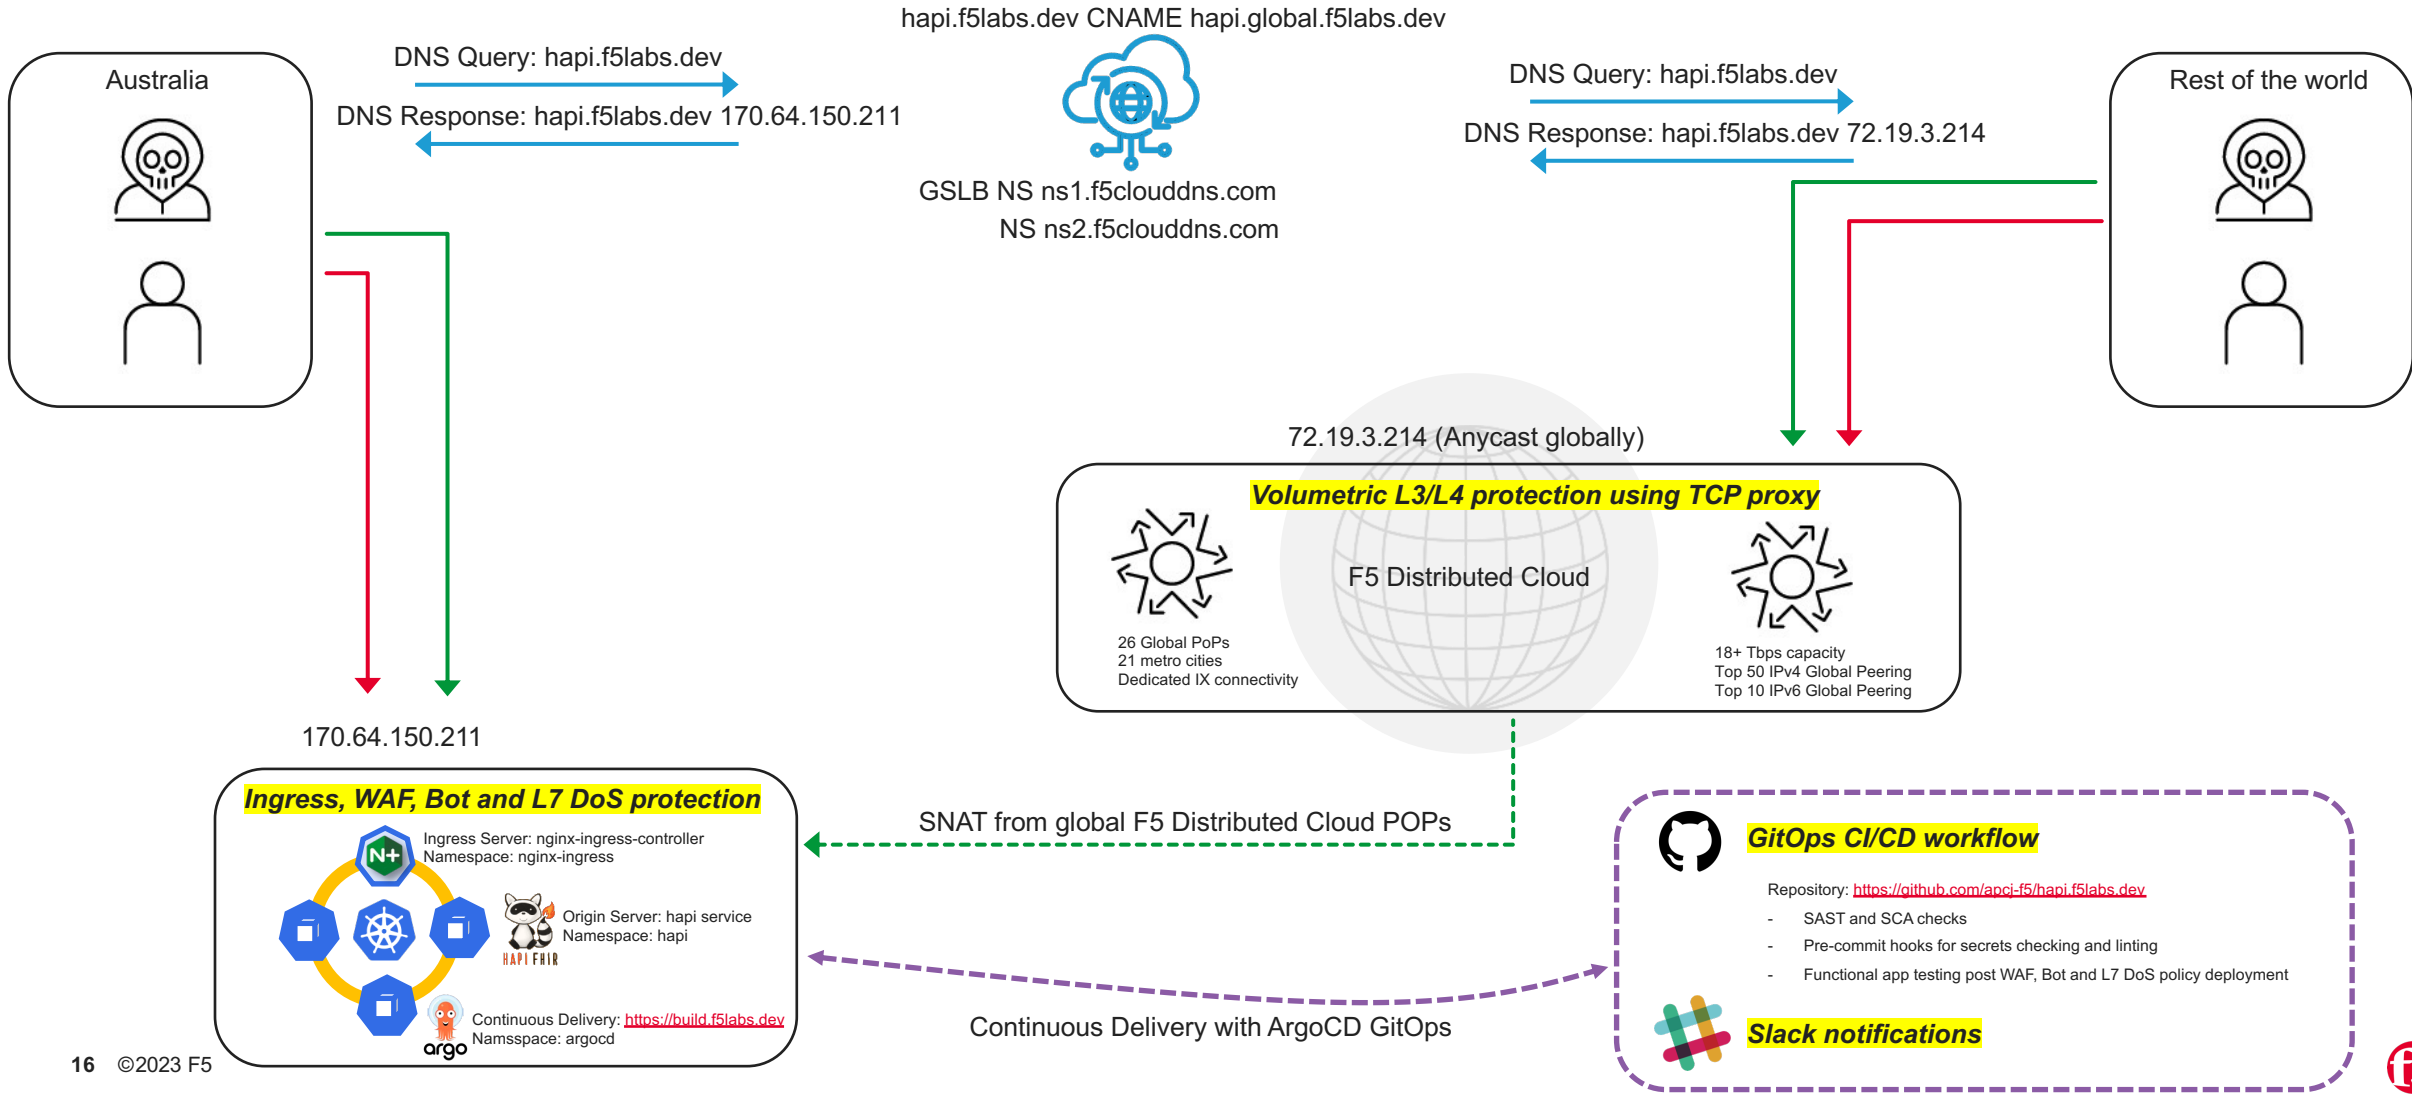 hapi.f5labs.dev CNAME hapi.global.f5labs.dev
Australia
DNS Query: hapi.f5labs.dev
DNS Response: hapi.f5labs.dev 170.64.150.211
GSLB NS ns1.f5clouddns.com
NS ns2.f5clouddns.com
DNS Query: hapi.f5labs.dev
DNS Response: hapi.f5labs.dev 72.19.3.214
Rest of the world
72.19.3.214 (Anycast globally)
Volumetric L3/L4 protection using TCP proxy
F5 Distributed Cloud
26 Global PoPs
21 metro cities
Dedicated IX connectivity
18+ Tbps capacity
Top 50 IPv4 Global Peering
Top 10 IPv6 Global Peering
170.64.150.211
Ingress, WAF, Bot and L7 DoS protection
N+
Ingress Server: nginx-ingress-controller
Namespace: nginx-ingress
Origin Server: hapi service
Namespace: hapi
HAPI FHIR
Continuous Delivery: https://build.f5labs.dev
Namsspace: argocd
argo
SNAT from global F5 Distributed Cloud POPs
Continuous Delivery with ArgoCD GitOps
GitOps CI/CD workflow
Repository: https://github.com/apcj-f5/hapi.f5labs.dev
- SAST and SCA checks
- Pre-commit hooks for secrets checking and linting
- Functional app testing post WAF, Bot and L7 DoS policy deployment
Slack notifications
16 ©2023 F5